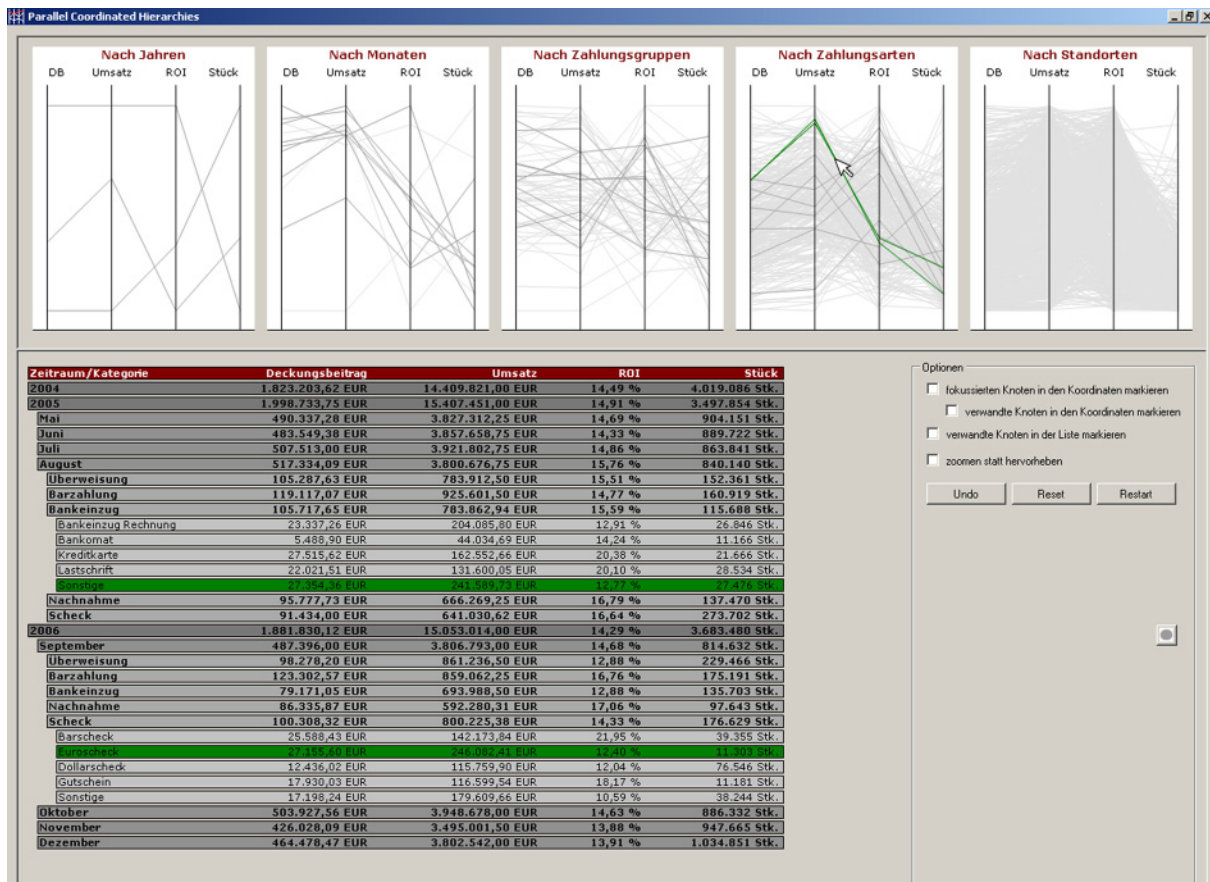 Parallel Coordinated Hierarchies
Nach Jahren Nach Monaten Nach Zahlungsgruppen Nach Zahlungsarten Nach Standorten
DB Umsatz ROI Stück DB Umsatz ROI Stück DB Umsatz ROI Stück DB Umsatz ROI Stück DB Umsatz ROI Stück
Zeitraum/Kategorie Deckungsbeitrag Umsatz ROI Stück
2004 1.823.203,62 EUR 14.409.821,00 EUR 14,49 % 4.019.086 Stk.
2005 1.998.733,75 EUR 15.407.451,00 EUR 14,91 % 3.497.854 Stk.
Mai 490.337,28 EUR 3.827.312,25 EUR 14,69 % 904.151 Stk.
Juni 483.549,38 EUR 3.857.658,75 EUR 14,33 % 889.722 Stk.
Juli 507.513,00 EUR 3.921.802,75 EUR 14,86 % 863.841 Stk.
August 517.334,09 EUR 3.800.676,75 EUR 15,76 % 840.140 Stk.
Überweisung 105.287,63 EUR 783.912,50 EUR 15,51 % 152.361 Stk.
Barzahlung 119.117,07 EUR 925.601,50 EUR 14,77 % 160.919 Stk.
Bankeinzug 105.717,65 EUR 783.862,94 EUR 15,59 % 115.688 Stk.
Bankeinzug Rechnung 23.337,26 EUR 204.085,80 EUR 12,91 % 26.846 Stk.
Bankomat 5.488,90 EUR 44.034,69 EUR 14,24 % 11.166 Stk.
Kreditkarte 27.515,62 EUR 162.552,66 EUR 20,38 % 21.666 Stk.
Lastschrift 22.021,51 EUR 131.600,05 EUR 20,10 % 28.534 Stk.
Sonstige 27.354,36 EUR 241.589,73 EUR 12,77 % 27.476 Stk.
Nachnahme 95.777,73 EUR 666.269,25 EUR 16,79 % 137.470 Stk.
Scheck 91.434,00 EUR 641.030,62 EUR 16,64 % 273.702 Stk.
2006 1.881.830,12 EUR 15.053.014,00 EUR 14,29 % 3.683.480 Stk.
September 487.396,00 EUR 3.806.793,00 EUR 14,68 % 814.632 Stk.
Überweisung 98.278,20 EUR 861.236,50 EUR 12,88 % 229.466 Stk.
Barzahlung 123.302,57 EUR 859.062,25 EUR 16,76 % 175.191 Stk.
Bankeinzug 79.171,05 EUR 693.988,50 EUR 12,88 % 135.703 Stk.
Nachnahme 86.335,87 EUR 592.280,31 EUR 17,06 % 97.643 Stk.
Scheck 100.308,32 EUR 800.225,38 EUR 14,33 % 176.629 Stk.
Barscheck 25.588,43 EUR 142.173,84 EUR 21,95 % 39.355 Stk.
Euroscheck 27.155,60 EUR 246.082,41 EUR 12,40 % 11.303 Stk.
Dollarscheck 12.436,02 EUR 115.759,90 EUR 12,04 % 76.546 Stk.
Gutschein 17.930,03 EUR 116.599,54 EUR 18,17 % 11.181 Stk.
Sonstige 17.198,24 EUR 179.609,66 EUR 10,59 % 38.244 Stk.
Oktober 503.927,56 EUR 3.948.678,00 EUR 14,63 % 886.332 Stk.
November 426.028,09 EUR 3.495.001,50 EUR 13,88 % 947.665 Stk.
Dezember 464.478,47 EUR 3.802.542,00 EUR 13,91 % 1.034.851 Stk.
Optionen
fokussierten Knoten in den Koordinaten markieren
verwandte Knoten in den Koordinaten markieren
verwandte Knoten in der Liste markieren
zoomen statt hervorheben
Undo Reset Restart